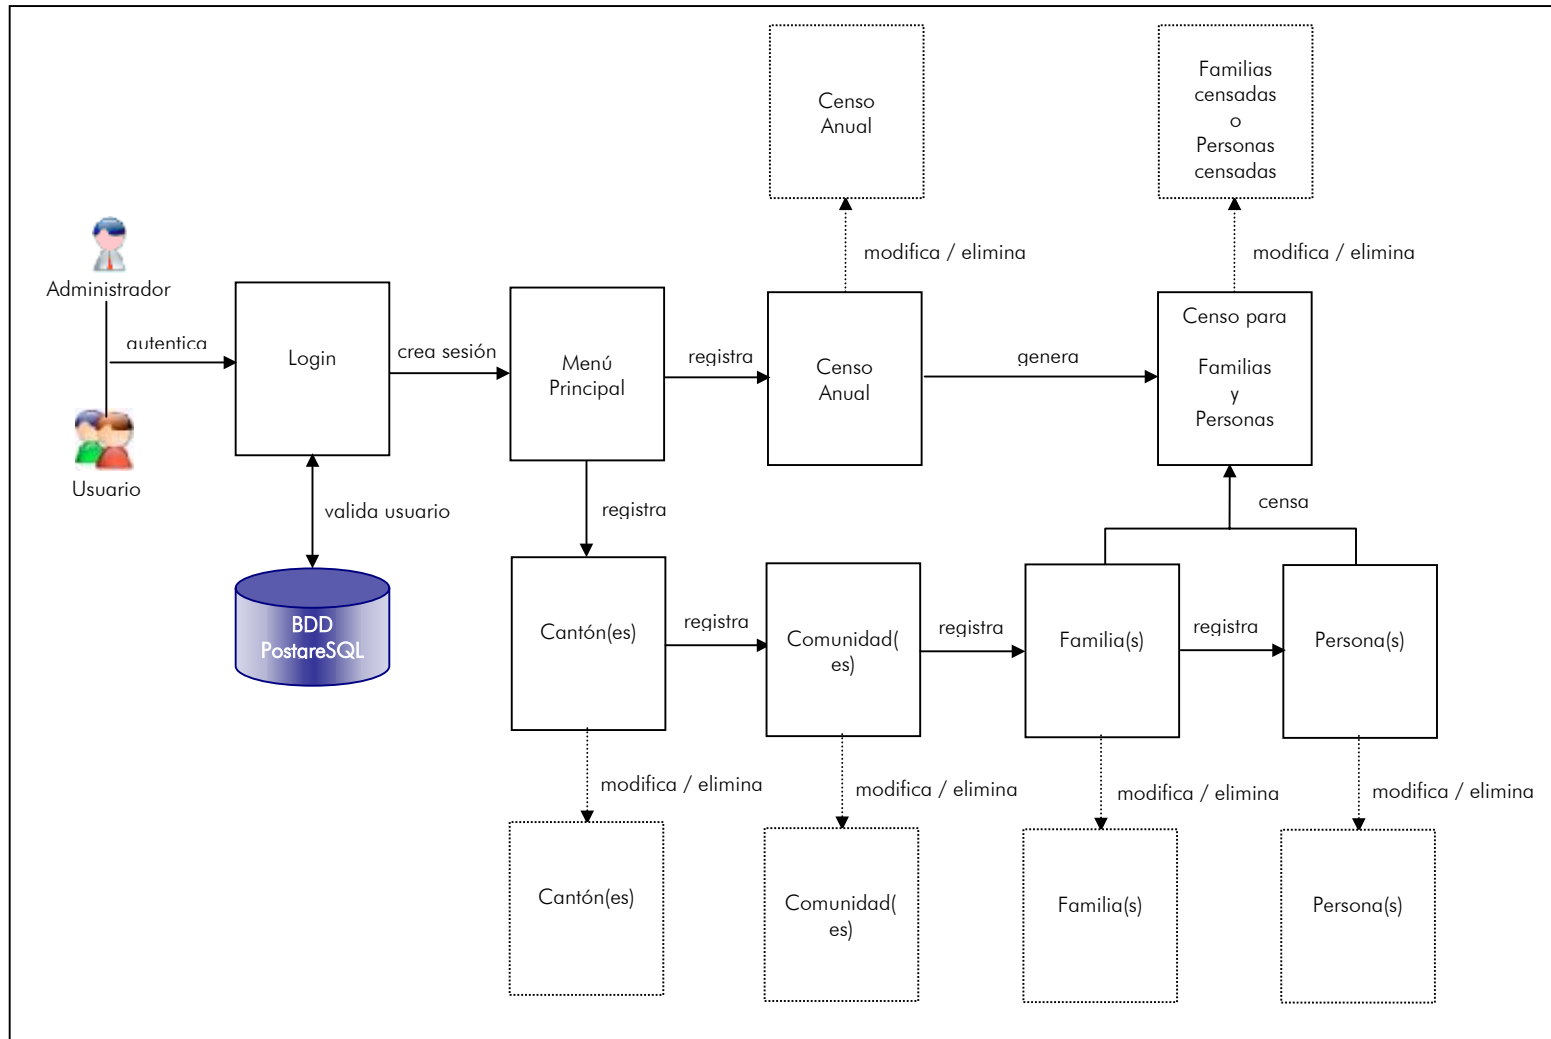 Censo
Anual
Familias
censadas
o
Personas
censadas
modifica / elimina
modifica / elimina
Administrador
autentica
Login
crea sesión
Menú
Principal
registra
Censo
Anual
genera
Censo para
Familias
y
Personas
Usuario
valida usuario
registra
censa
BDD
PostgreSQL
Cantón(es)
registra
Comunidad(
es)
registra
Familia(s)
registra
Persona(s)
modifica / elimina
modifica / elimina
modifica / elimina
modifica / elimina
Cantón(es)
Comunidad(
es)
Familia(s)
Persona(s)